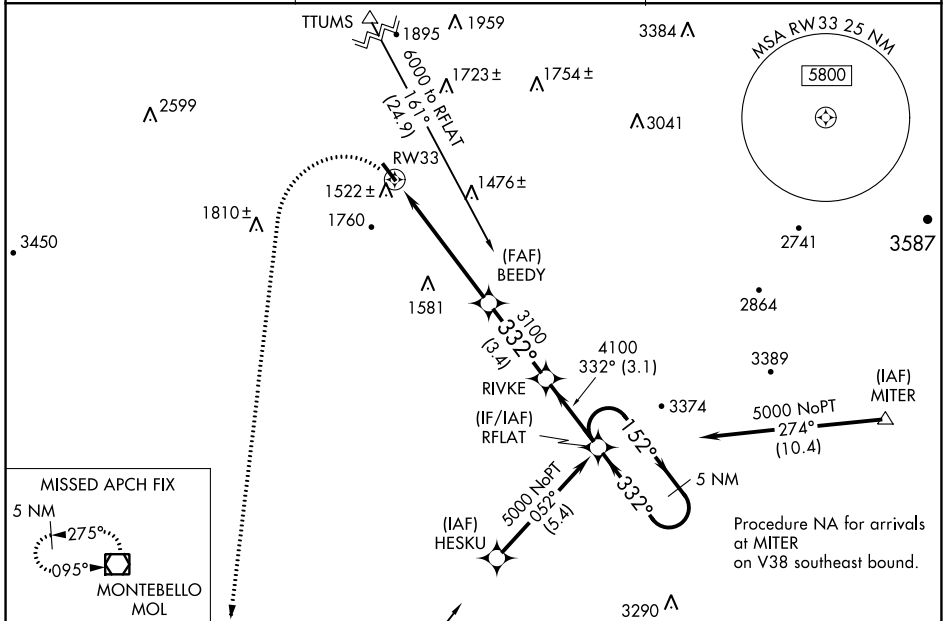 TTUMS
1895
1959
3384
MSA RW33 25 NM
5800
6000 to RFLAT
161°
(24.9)
1723±
1754±
2599
3041
RW33
1522±
1476±
1810±
1760
3450
2741
3587
(FAF)
BEEDY
1581
2864
3100
332°
(3.4)
4100
332° (3.1)
3389
RIVKE
(IAF)
MITER
3374
5000 NoPT
274°
(10.4)
(IF/IAF)
RFLAT
152°
332°
5 NM
MISSED APCH FIX
5 NM
275°
095°
MONTEBELLO
MOL
5000 NoPT
052°
(5.4)
(IAF)
HESKU
Procedure NA for arrivals
at MITER
on V38 southeast bound.
3290